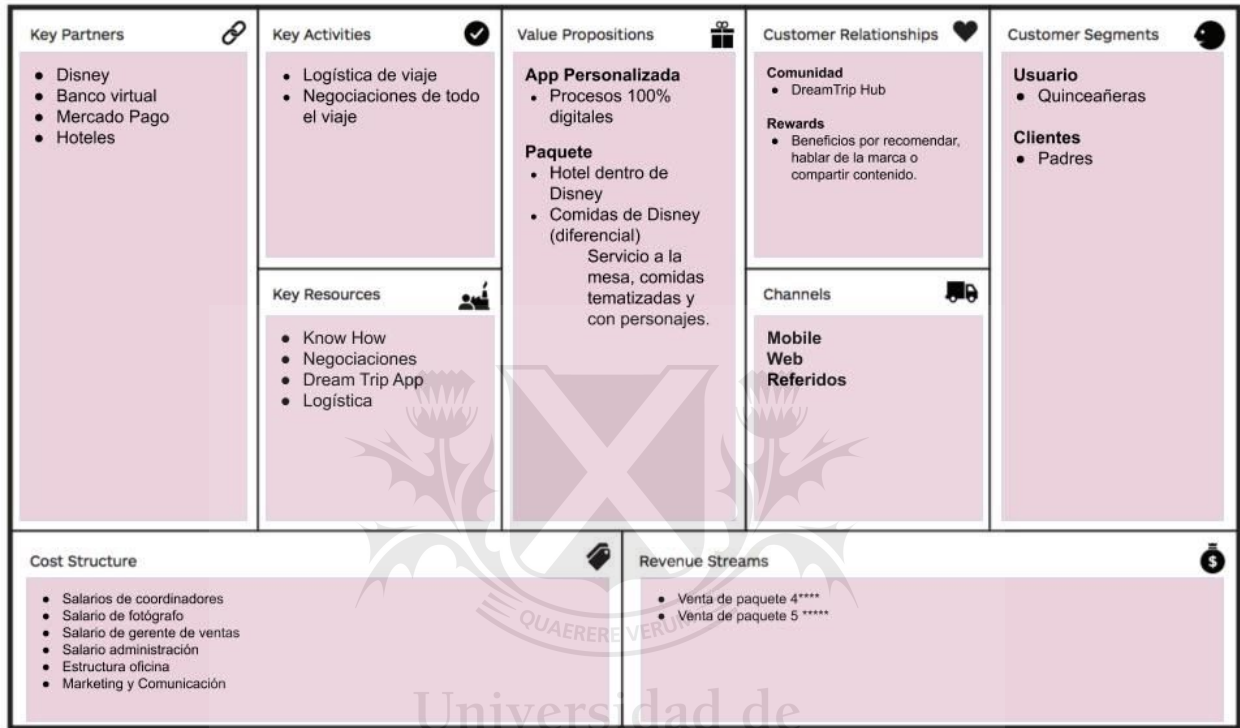 Key Partners
● Disney
● Banco virtual
● Mercado Pago
● Hoteles
Key Activities
● Logística de viaje
● Negociaciones de todo
el viaje
Key Resources
● Know How
● Negociaciones
● Dream Trip App
● Logística
Value Propositions
App Personalizada
● Procesos 100%
digitales
Paquete
● Hotel dentro de
Disney
● Comidas de Disney
(diferencial)
Servicio a la
mesa, comidas
tematizadas y
con personajes.
Customer Relationships
Comunidad
● DreamTrip Hub
Rewards
● Beneficios por recomendar,
hablar de la marca o
compartir contenido.
Channels
Mobile
Web
Referidos
Customer Segments
Usuario
● Quinceañeras
Clientes
● Padres
Cost Structure
● Salarios de coordinadores
● Salario de fotógrafo
● Salario de gerente de ventas
● Salario administración
● Estructura oficina
● Marketing y Comunicación
Revenue Streams
● Venta de paquete 4****
● Venta de paquete 5 *****
$
QUAERERE VERUM
Universidad de